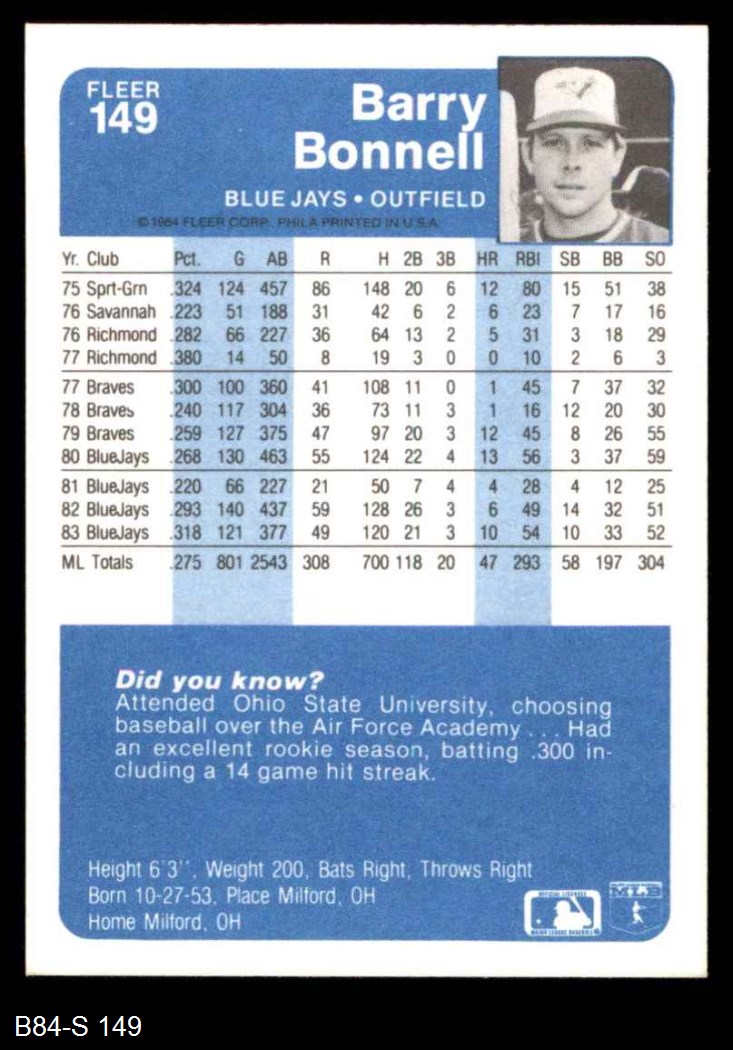 FLEER
149
Barry
Bonnell
BLUE JAYS • OUTFIELD
© 1984 FLEER CORP., PHILA PRINTED IN U.S.A.
Yr. Club Pct. G AB R H 2B 3B HR RBI SB BB SO
75 Sprt-Grn .324 124 457 86 148 20 6 12 80 15 51 38
76 Savannah .223 51 188 31 42 6 2 6 23 7 17 16
76 Richmond .282 66 227 36 64 13 2 5 31 3 18 29
77 Richmond .380 14 50 8 19 3 0 0 10 2 6 3
77 Braves .300 100 360 41 108 11 0 1 45 7 37 32
78 Braves .240 117 304 36 73 11 3 1 16 12 20 30
79 Braves .259 127 375 47 97 20 3 12 45 8 26 55
80 BlueJays .268 130 463 55 124 22 4 13 56 3 37 59
81 BlueJays .220 66 227 21 50 7 4 4 28 4 12 25
82 BlueJays .293 140 437 59 128 26 3 6 49 14 32 51
83 BlueJays .318 121 377 49 120 21 3 10 54 10 33 52
ML Totals .275 801 2543 308 700 118 20 47 293 58 197 304
Did you know?
Attended Ohio State University, choosing
baseball over the Air Force Academy . . . Had
an excellent rookie season, batting .300 in-
cluding a 14 game hit streak.
Height 6'3'', Weight 200, Bats Right, Throws Right
Born 10-27-53, Place Milford, OH
Home Milford, OH
OFFICIAL LICENSEE
MAJOR LEAGUE BASEBALL
B84-S 149